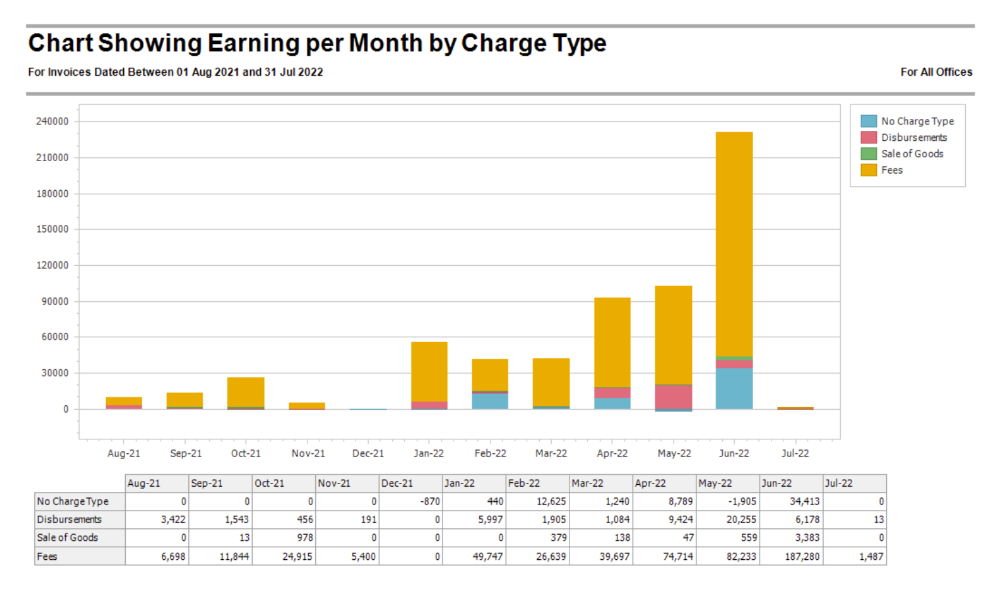 Chart Showing Earning per Month by Charge Type
For Invoices Dated Between 01 Aug 2021 and 31 Jul 2022 For All Offices
240000
210000
180000
150000
120000
90000
60000
30000
0
No Charge Type
Disbursements
Sale of Goods
Fees
Aug-21 Sep-21 Oct-21 Nov-21 Dec-21 Jan-22 Feb-22 Mar-22 Apr-22 May-22 Jun-22 Jul-22
Aug-21 Sep-21 Oct-21 Nov-21 Dec-21 Jan-22 Feb-22 Mar-22 Apr-22 May-22 Jun-22 Jul-22
No Charge Type 0 0 0 0 -870 440 12,625 1,240 8,789 -1,905 34,413 0
Disbursements 3,422 1,543 456 191 0 5,997 1,905 1,084 9,424 20,255 6,178 13
Sale of Goods 0 13 978 0 0 0 379 138 47 559 3,383 0
Fees 6,698 11,844 24,915 5,400 0 49,747 26,639 39,697 74,714 82,233 187,280 1,487